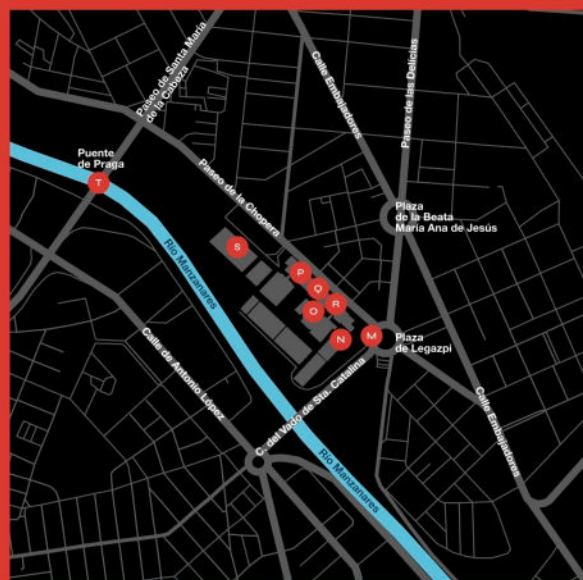 Paseo de Santa María
de la Cabeza
Calle Embajadores
Paseo de las Delicias
Puente
de Praga
T
Paseo de la Chopera
Plaza
de la Beata
María Ana de Jesús
S
Río Manzanares
P
Q
R
O
N
M
Plaza
de Legazpi
Calle de Antonio López
C. del Vado de Sta. Catalina
Calle Embajadores
Río Manzanares